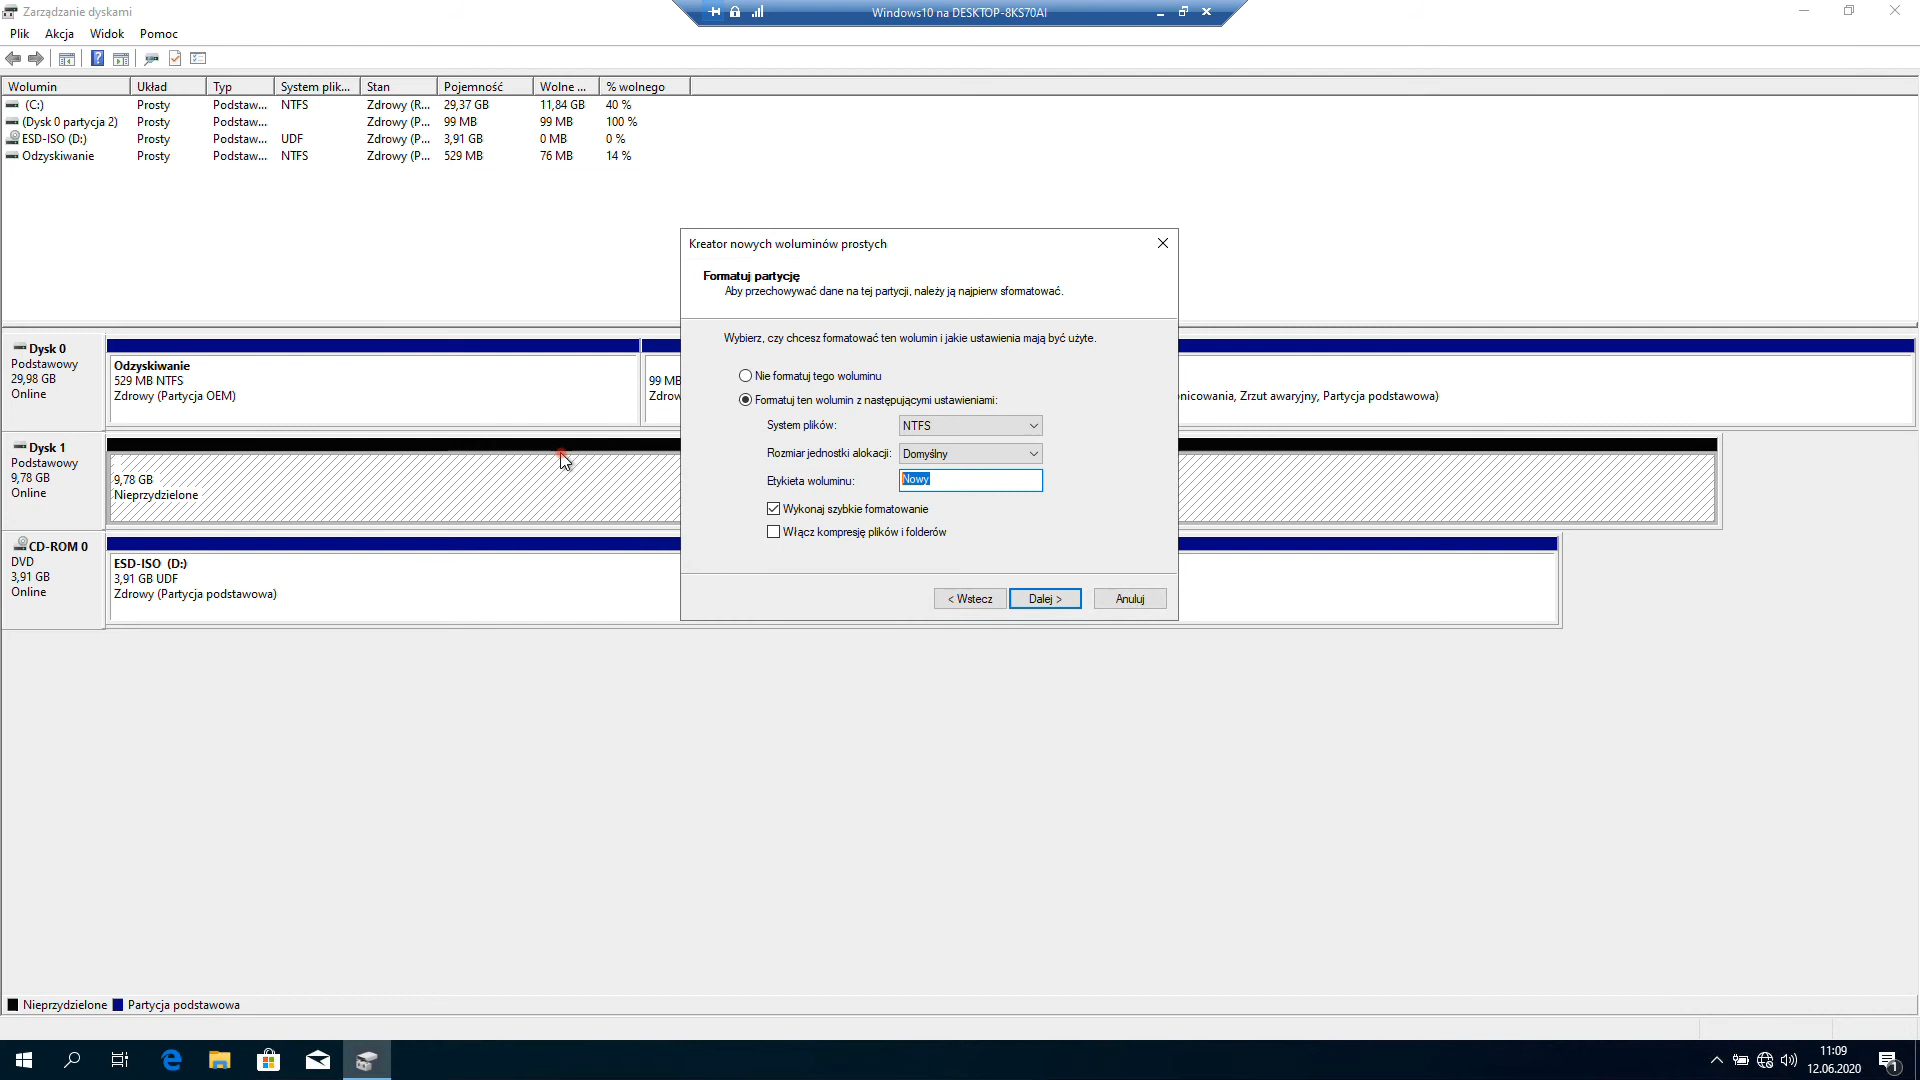 Zarządzanie dyskami
Windows10 na DESKTOP-8KS70AI
Plik Akcja Widok Pomoc
Wolumin Układ Typ System plik... Stan Pojemność Wolne ... % wolnego
(C:) Prosty Podstaw... NTFS Zdrowy (R... 29,37 GB 11,84 GB 40 %
(Dysk 0 partycja 2) Prosty Podstaw... Zdrowy (P... 99 MB 99 MB 100 %
ESD-ISO (D:) Prosty Podstaw... UDF Zdrowy (P... 3,91 GB 0 MB 0 %
Odzyskiwanie Prosty Podstaw... NTFS Zdrowy (P... 529 MB 76 MB 14 %
Kreator nowych woluminów prostych
Formatuj partycję
Aby przechowywać dane na tej partycji, należy ją najpierw sformatować.
Wybierz, czy chcesz formatować ten wolumin i jakie ustawienia mają być użyte.
Nie formatuj tego woluminu
Formatuj ten wolumin z następującymi ustawieniami:
System plików: NTFS
Rozmiar jednostki alokacji: Domyślny
Etykieta woluminu: Nowy
Wykonaj szybkie formatowanie
Włącz kompresję plików i folderów
< Wstecz Dalej > Anuluj
Dysk 0
Podstawowy
29,98 GB
Online
Odzyskiwanie
529 MB NTFS
Zdrowy (Partycja OEM)
99 MB
Zdrow
onicowania, Zrzut awaryjny, Partycja podstawowa)
Dysk 1
Podstawowy
9,78 GB
Online
9,78 GB
Nieprzydzielone
CD-ROM 0
DVD
3,91 GB
Online
ESD-ISO (D:)
3,91 GB UDF
Zdrowy (Partycja podstawowa)
Nieprzydzielone Partycja podstawowa
11:09
12.06.2020
1